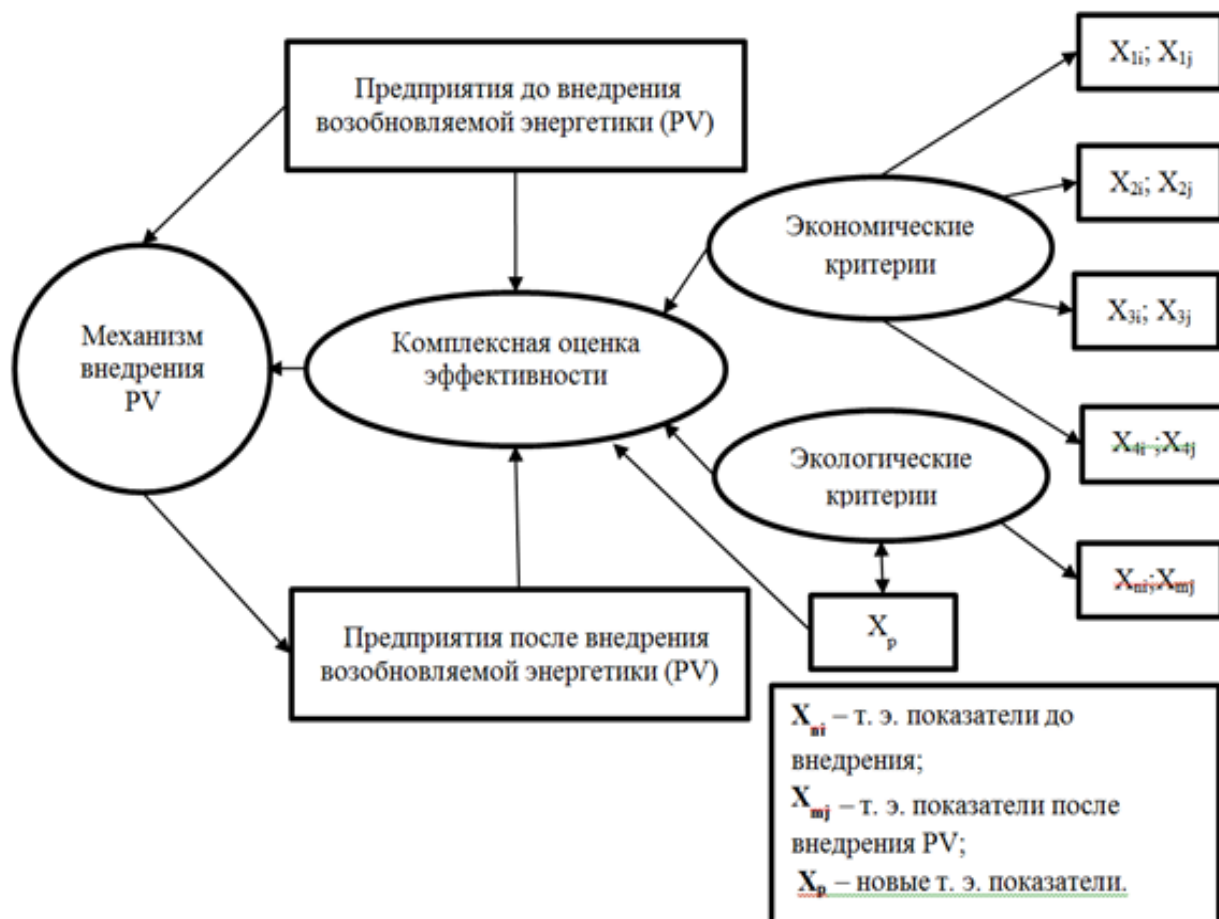 Предприятия до внедрения
возобновляемой энергетики (PV)
X1i; X1j
X2i; X2j
Экономические
критерии
X3i; X3j
Механизм
внедрения
PV
Комплексная оценка
эффективности
X4i ;X4j
Экологические
критерии
Xni;Xmj
Xp
Предприятия после внедрения
возобновляемой энергетики (PV)
Xni – т. э. показатели до
внедрения;
Xmj – т. э. показатели после
внедрения PV;
Xp – новые т. э. показатели.